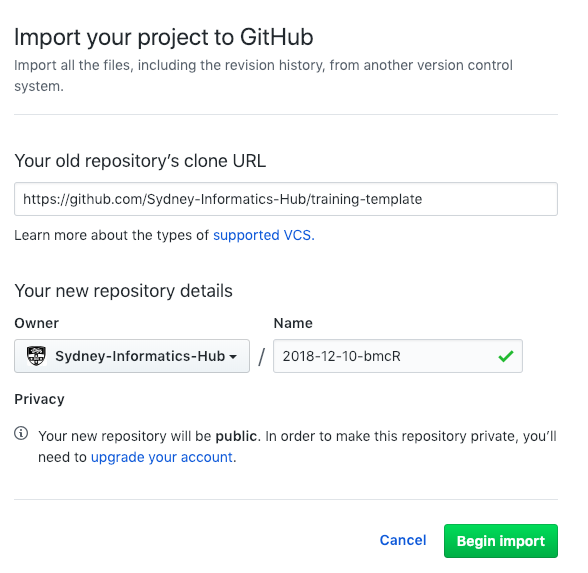 Import your project to GitHub
Import all the files, including the revision history, from another version control
system.
Your old repository’s clone URL
https://github.com/Sydney-Informatics-Hub/training-template
Learn more about the types of supported VCS.
Your new repository details
Owner
Name
Sydney-Informatics-Hub / 2018-12-10-bmcR
Privacy
Your new repository will be public. In order to make this repository private, you’ll
need to upgrade your account.
Cancel
Begin import